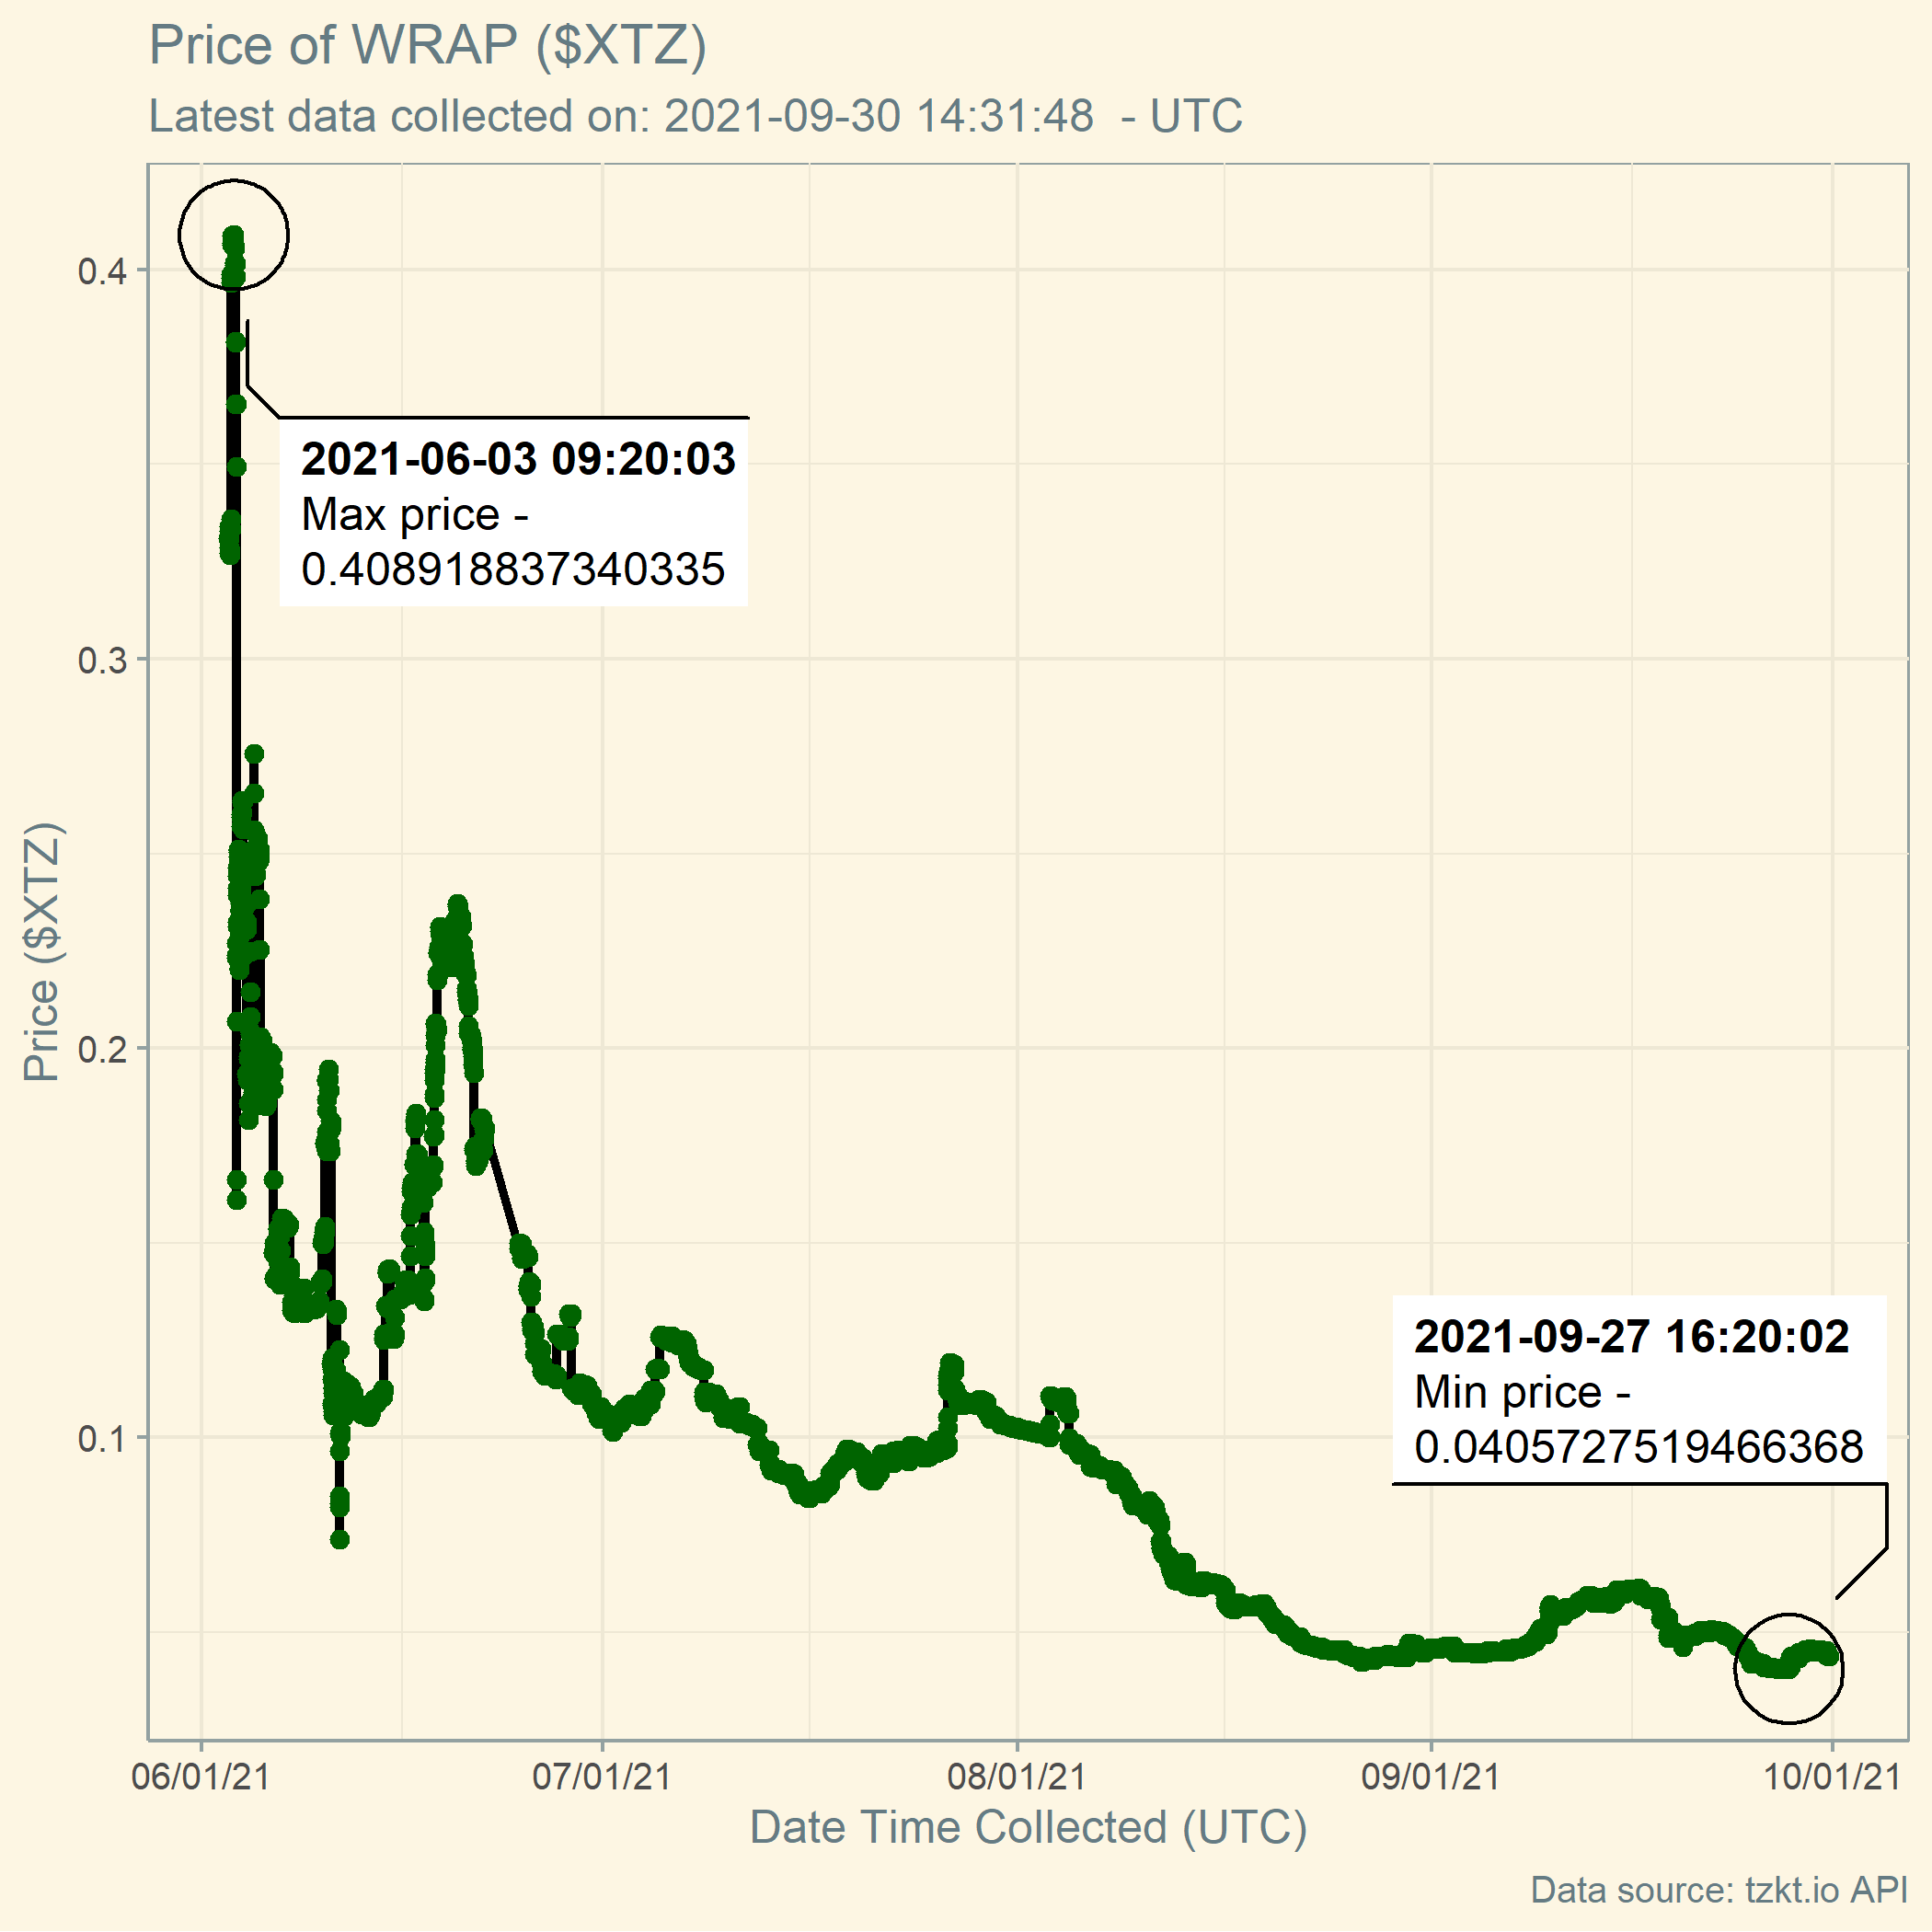 Price of WRAP ($XTZ)
Latest data collected on: 2021-09-30 14:31:48  - UTC
0.4
2021-06-03 09:20:03
Max price -
0.408918837340335
0.3
Price ($XTZ)
0.2
2021-09-27 16:20:02
Min price -
0.0405727519466368
0.1
06/01/21
07/01/21
08/01/21
09/01/21
10/01/21
Date Time Collected (UTC)
Data source: tzkt.io API